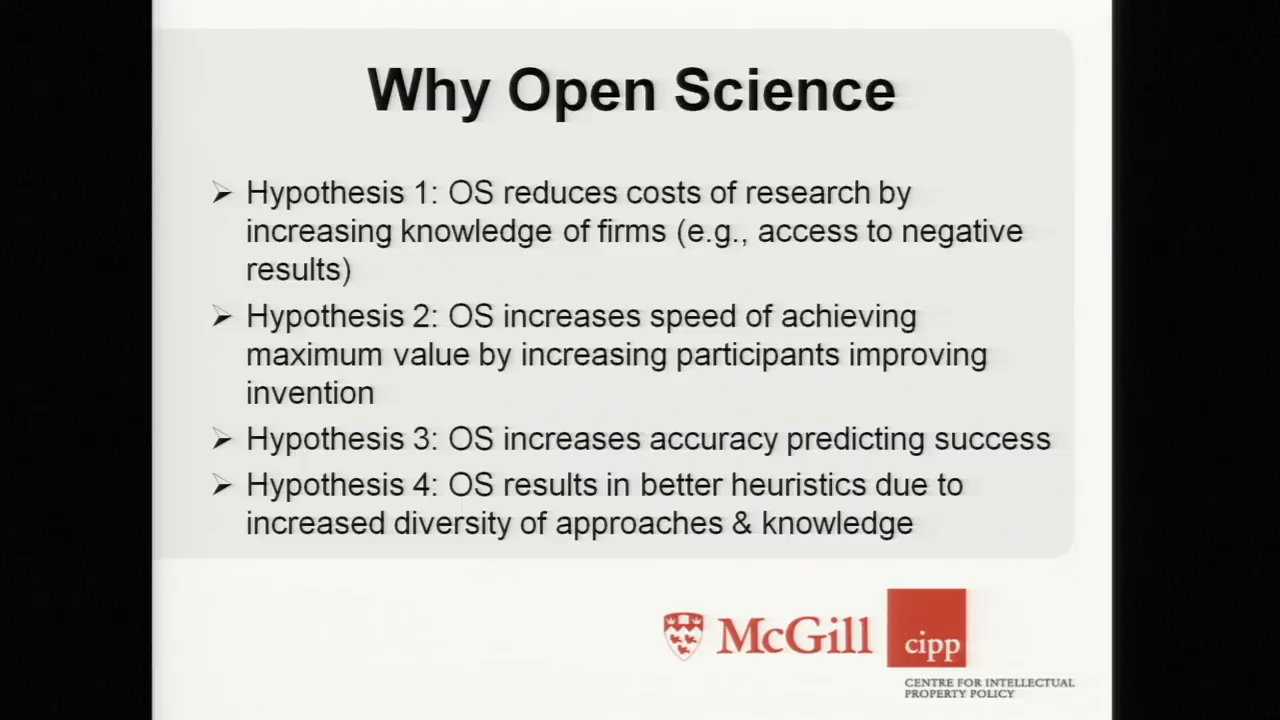 Why Open Science
➢ Hypothesis 1: OS reduces costs of research by
increasing knowledge of firms (e.g., access to negative
results)
➢ Hypothesis 2: OS increases speed of achieving
maximum value by increasing participants improving
invention
➢ Hypothesis 3: OS increases accuracy predicting success
➢ Hypothesis 4: OS results in better heuristics due to
increased diversity of approaches & knowledge
McGill
cipp
CENTRE FOR INTELLECTUAL
PROPERTY POLICY